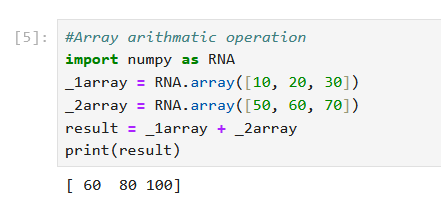 [5]: #Array arithmatic operation
import numpy as RNA
_1array = RNA.array([10, 20, 30])
_2array = RNA.array([50, 60, 70])
result = _1array + _2array
print(result)
[ 60  80 100]